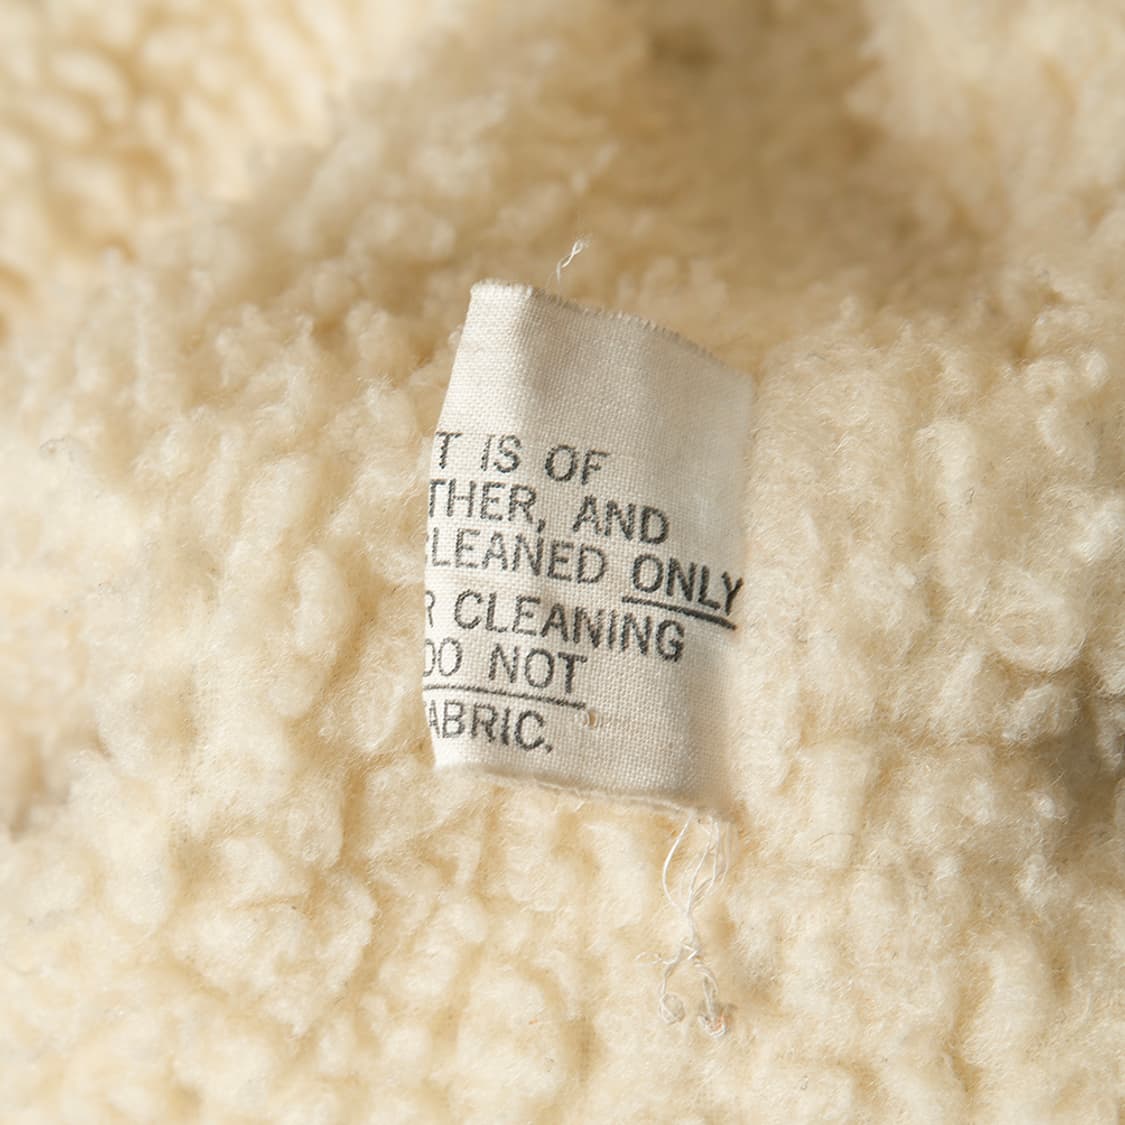 T IS OF
THER, AND
LEANED ONLY
R CLEANING
DO NOT
ABRIC.